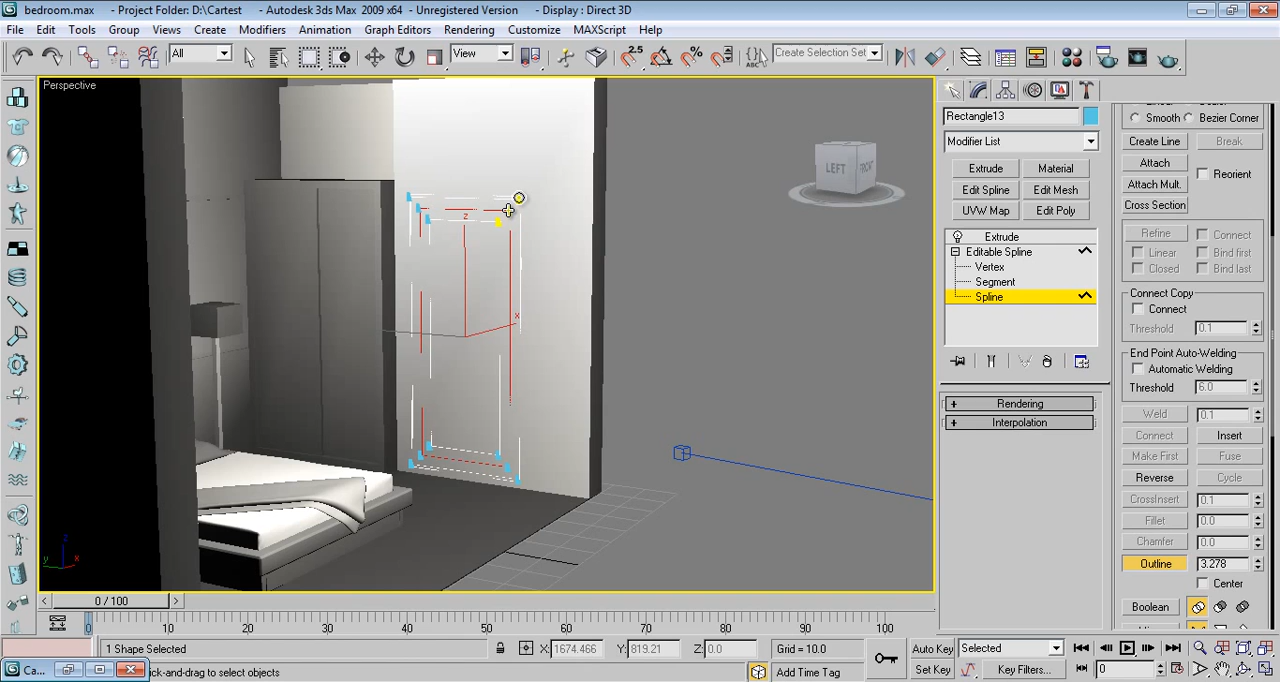 bedroom.max - Project Folder: D:\Cartest - Autodesk 3ds Max 2009 x64 - Unregistered Version - Display : Direct 3D
File Edit Tools Group Views Create Modifiers Animation Graph Editors Rendering Customize MAXScript Help
All View 2.5 Create Selection Set
Perspective
LEFT FRONT
z
x
z
y x
Rectangle13
Modifier List
Extrude Material
Edit Spline Edit Mesh
UVW Map Edit Poly
Extrude
Editable Spline
Vertex
Segment
Spline
+ Rendering
+ Interpolation
Smooth Bezier Corner
Create Line Break
Attach Reorient
Attach Mult.
Cross Section
Refine Connect
Linear Bind first
Closed Bind last
Connect Copy
Connect
Threshold 0.1
End Point Auto-Welding
Automatic Welding
Threshold 6.0
Weld 0.1
Connect Insert
Make First Fuse
Reverse Cycle
CrossInsert 0.1
Fillet 0.0
Chamfer 0.0
Outline 3.278
Center
Boolean
0 / 100
0 10 20 30 40 50 60 70 80 90 100
1 Shape Selected X: 1674.466 Y: 819.21 Z: 0.0 Grid = 10.0 Auto Key Selected
Ca... ck-and-drag to select objects Add Time Tag Set Key Key Filters... 0